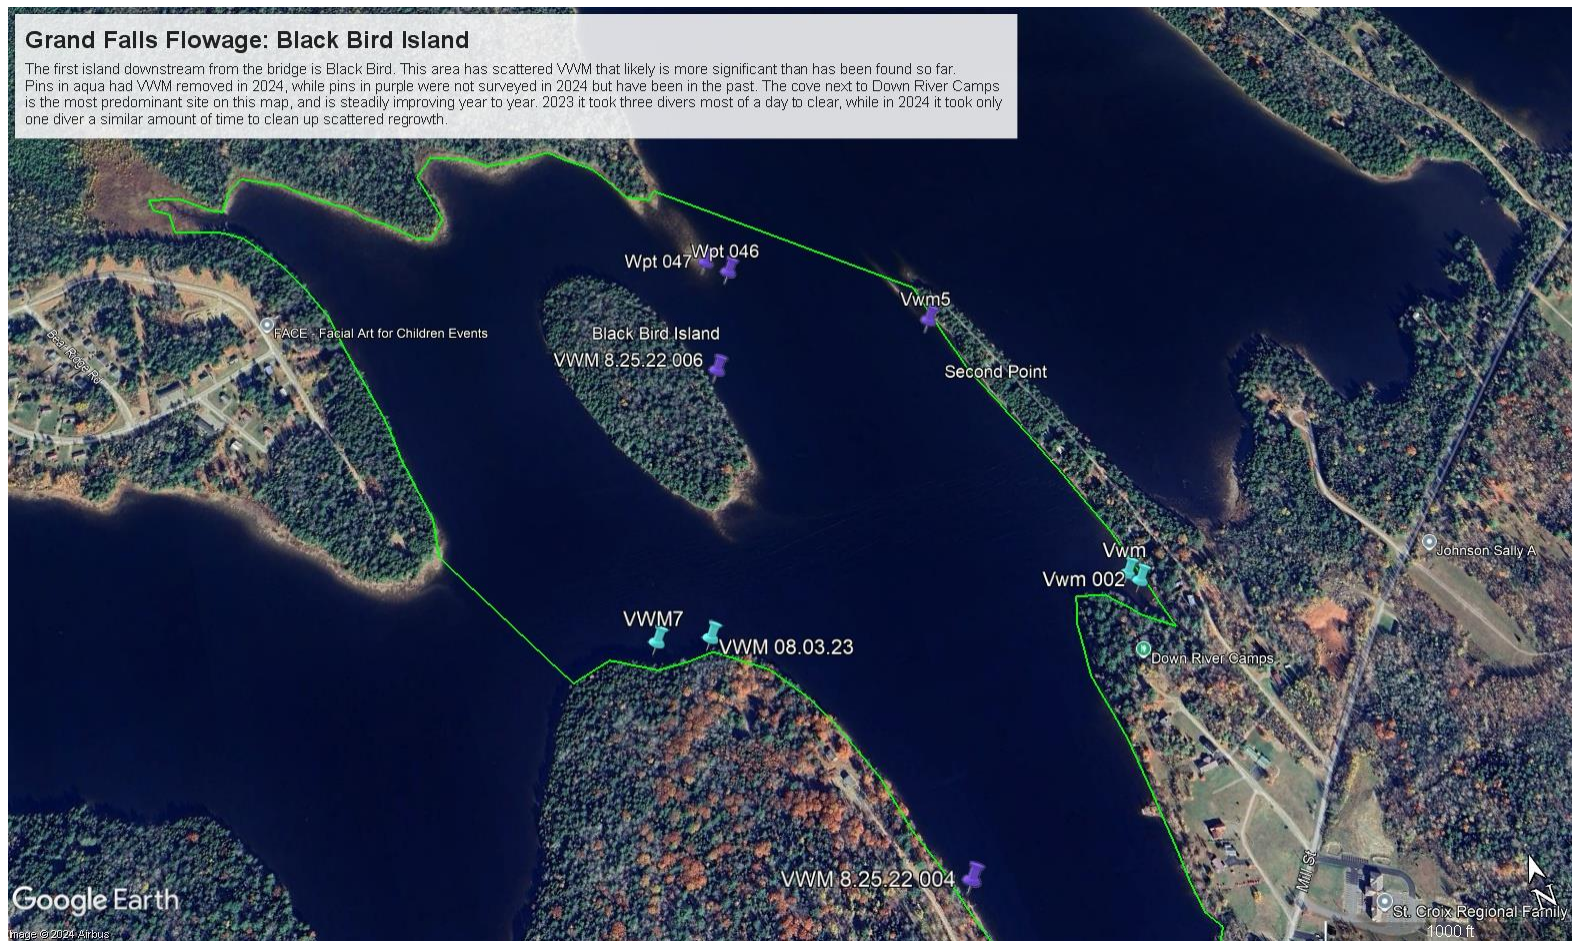 Grand Falls Flowage: Black Bird Island
The first island downstream from the bridge is Black Bird. This area has scattered VWM that likely is more significant than has been found so far.
Pins in aqua had VWM removed in 2024, while pins in purple were not surveyed in 2024 but have been in the past. The cove next to Down River Camps
is the most predominant site on this map, and is steadily improving year to year. 2023 it took three divers most of a day to clear, while in 2024 it took only
one diver a similar amount of time to clean up scattered regrowth.
Wpt 046
Wpt 047
Vwm5
FACE - Facial Art for Children Events
Black Bird Island
Bear Ridge Rd
VWM 8.25.22 006
Second Point
Vwm
Johnson Sally A
Vwm 002
VWM7
VWM 08.03.23
Down River Camps
VWM 8.25.22 004
Mill St
Google Earth
N
St. Croix Regional Family
1000 ft
mage © 2024 Airbus